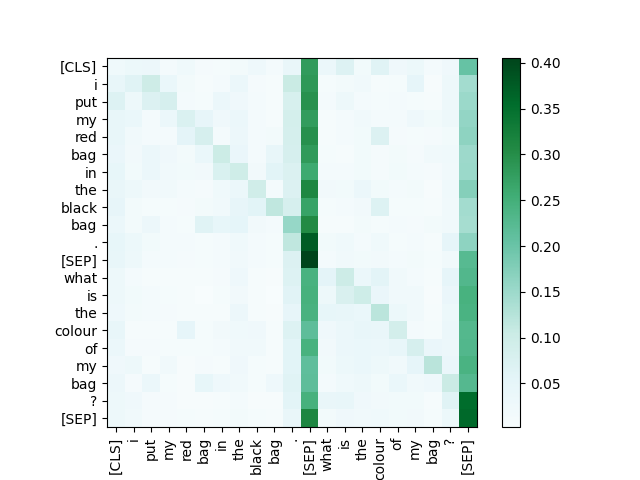 [CLS]
i
put
my
red
bag
in
the
black
bag
.
[SEP]
what
is
the
colour
of
my
bag
?
[SEP]
[CLS] i put my red bag in the black bag . [SEP] what is the colour of my bag ? [SEP]
0.40
0.35
0.30
0.25
0.20
0.15
0.10
0.05